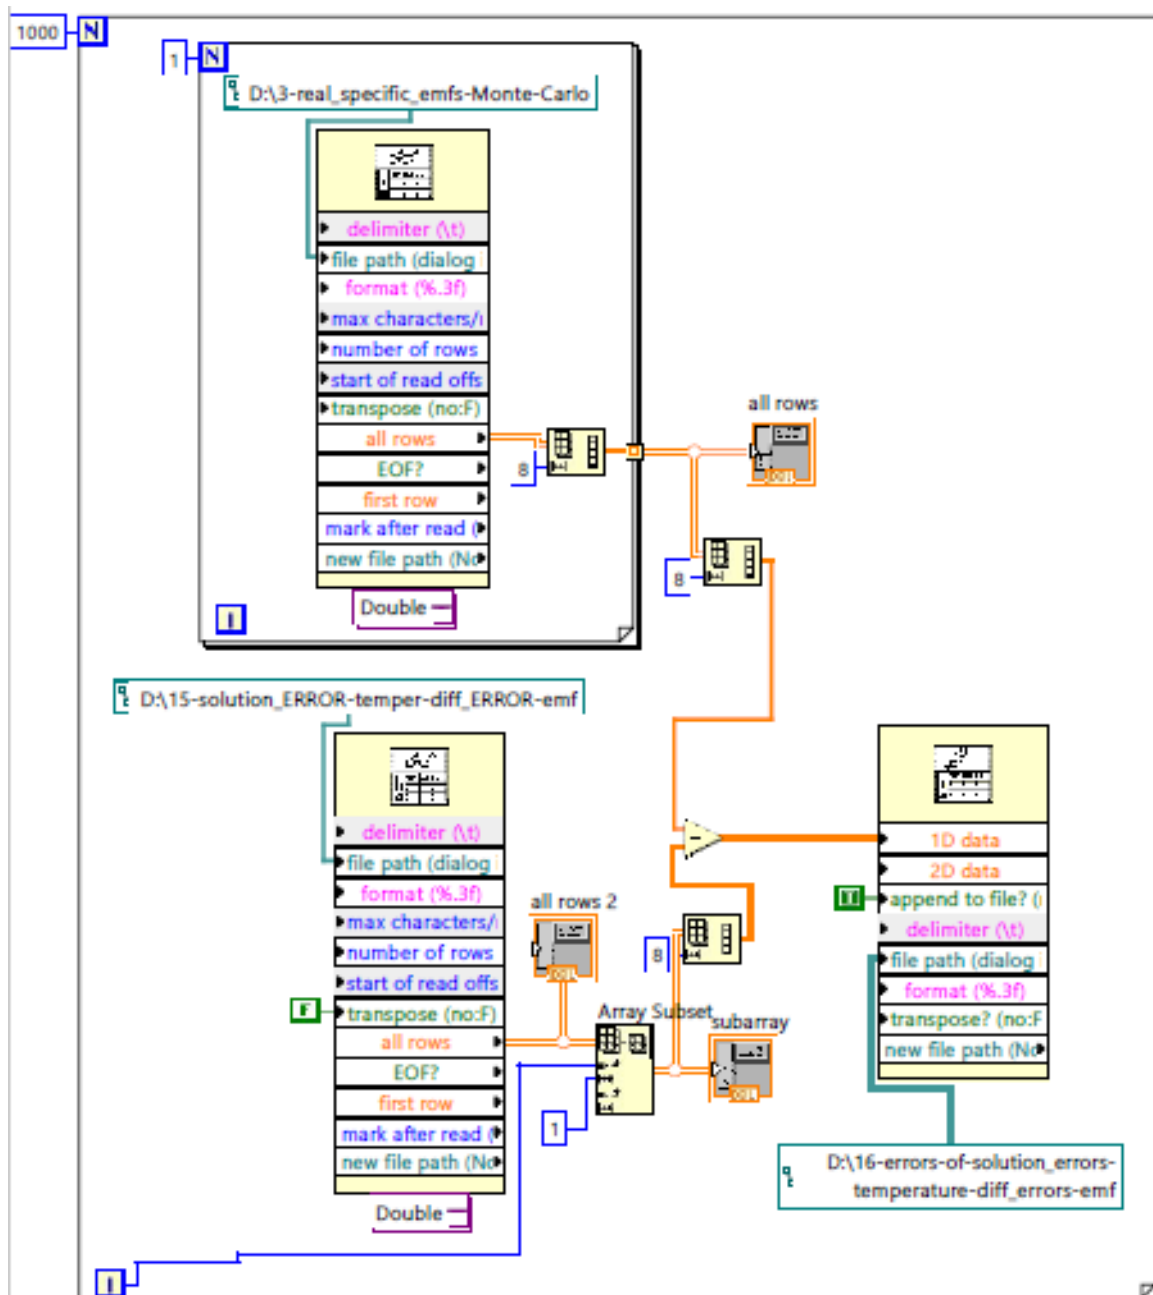 1000
N
1
N
D:\3-real_specific_emfs-Monte-Carlo
delimiter (\t)
file path (dialog
format (%.3f)
max characters/
number of rows
start of read offs
transpose (no:F)
all rows
8
EOF?
first row
mark after read (
new file path (No
Double
I
all rows
8
D:\15-solution_ERROR-temper-diff_ERROR-emf
delimiter (\t)
file path (dialog
format (%.3f)
max characters/
number of rows
start of read offs
F
transpose (no:F)
all rows
EOF?
first row
mark after read (
new file path (No
Double
all rows 2
8
Array Subset
subarray
1
1D data
2D data
T
append to file? (
delimiter (\t)
file path (dialog
format (%.3f)
transpose? (no:F
new file path (No
D:\16-errors-of-solution_errors-
temperature-diff_errors-emf
I